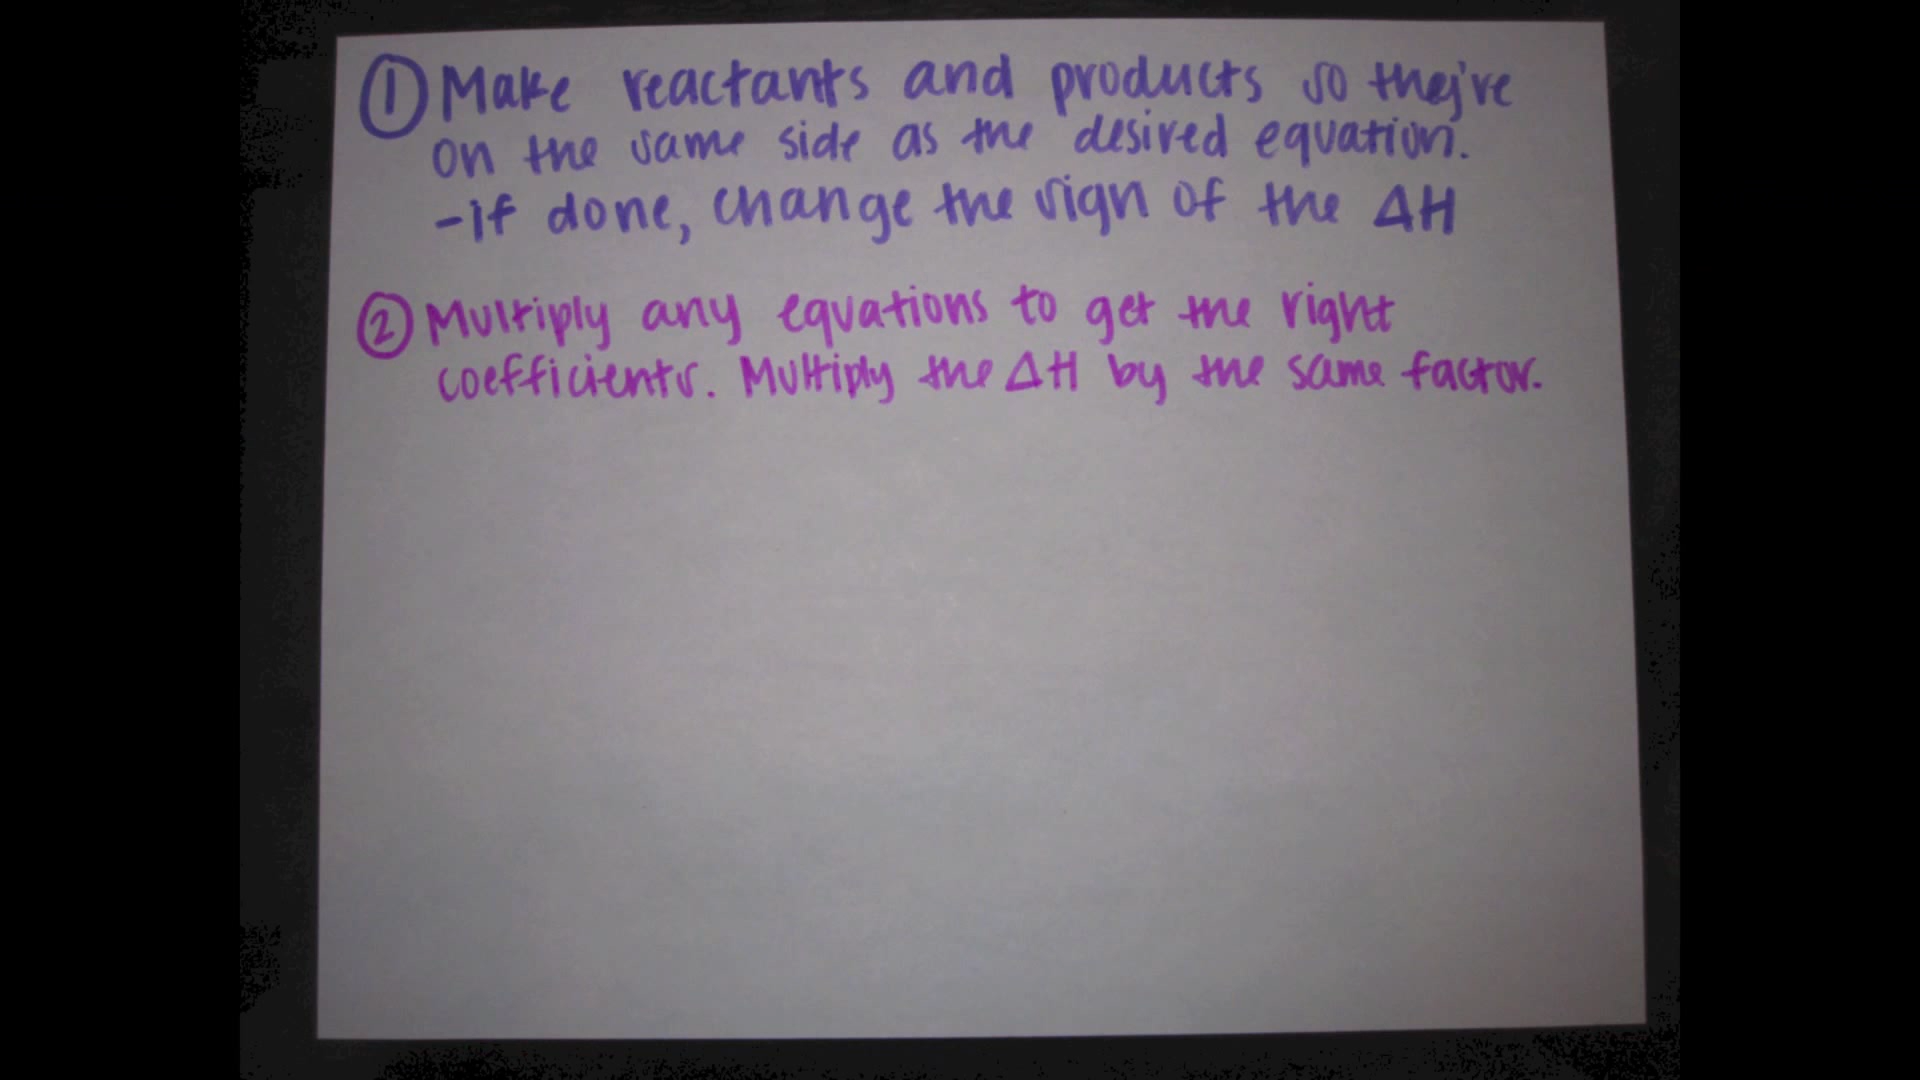 ① Make reactants and products so they're
on the same side as the desired equation.
-if done, change the sign of the ΔH
② Multiply any equations to get the right
coefficients. Multiply the ΔH by the same factor.